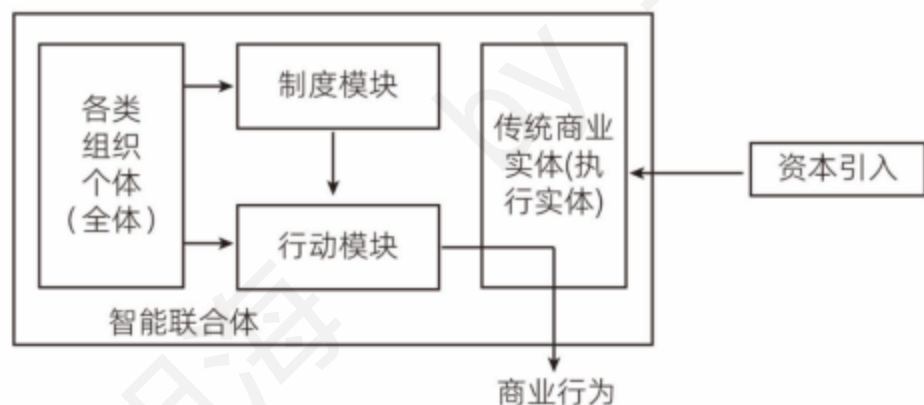 各类
组织
个体
(全体)
制度模块
行动模块
传统商业
实体(执
行实体)
资本引入
智能联合体
商业行为
by